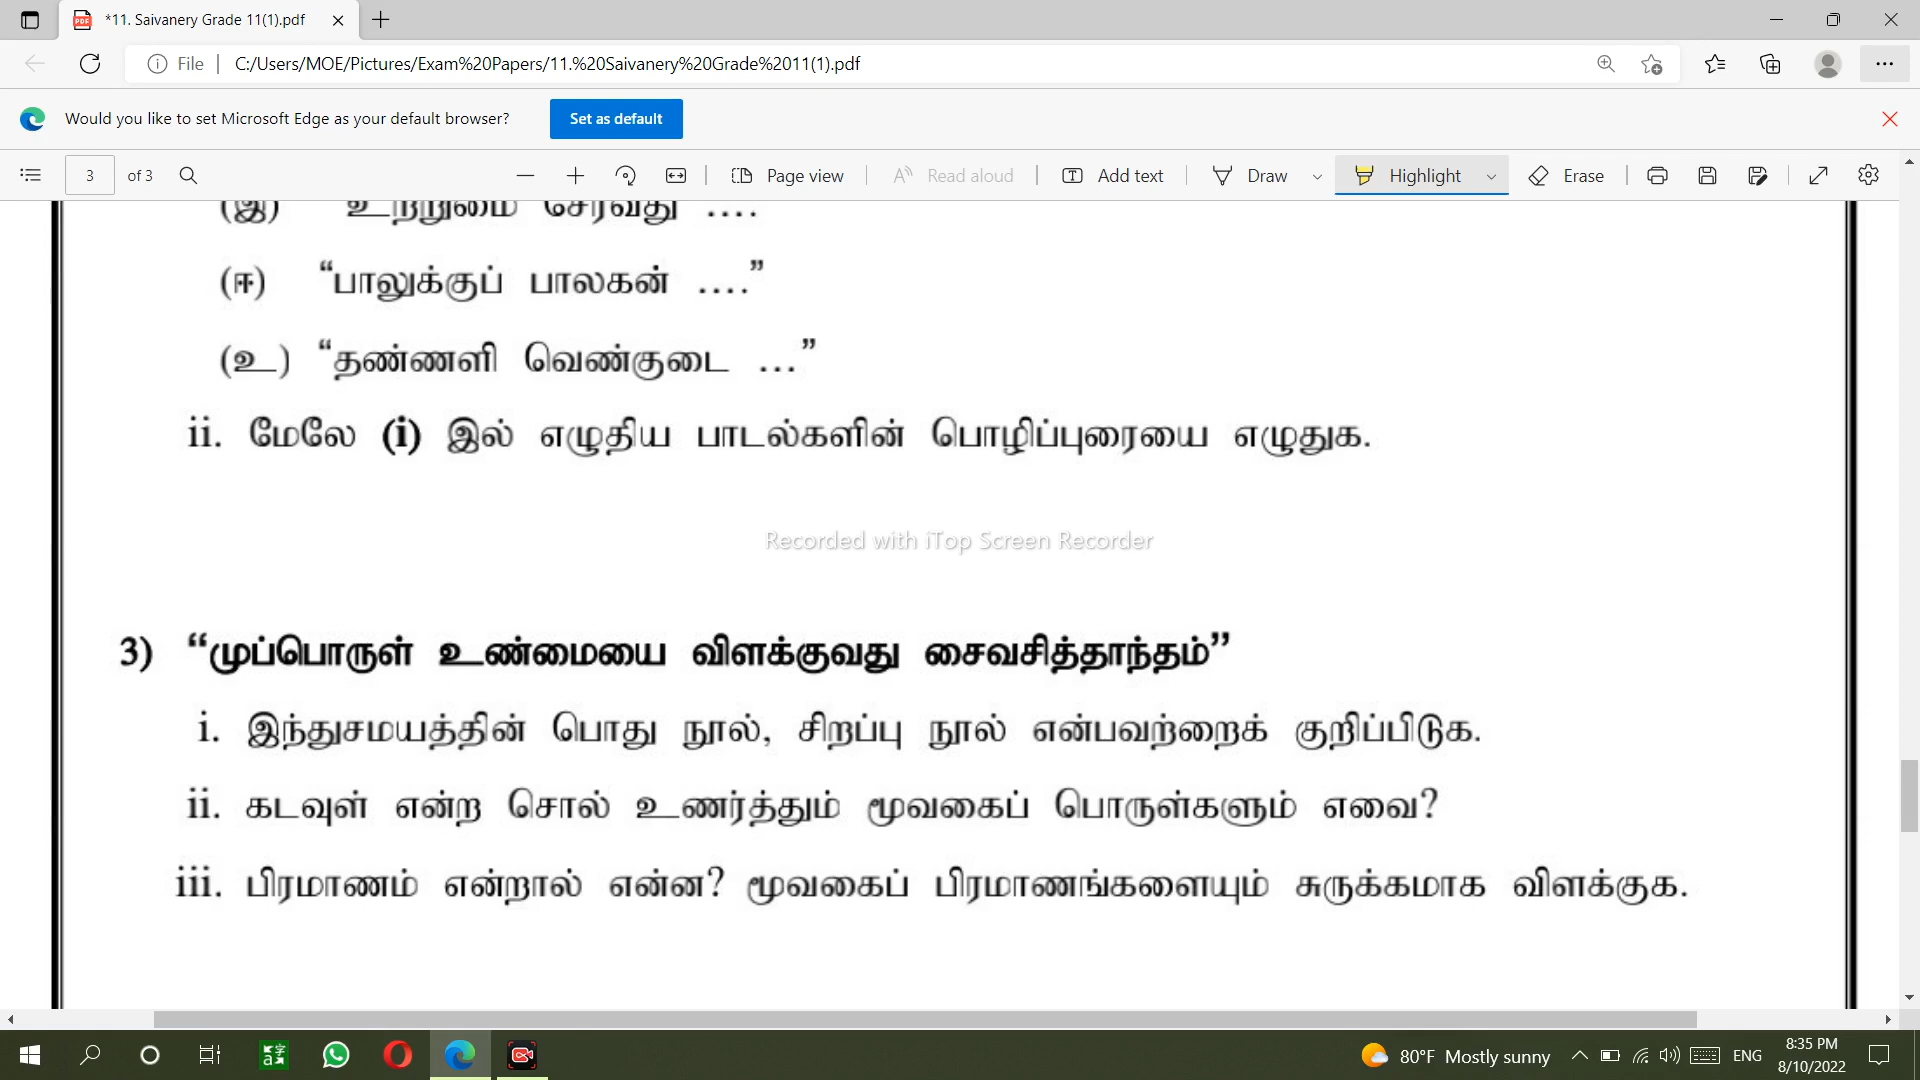 *11. Saivanery Grade 11(1).pdf
File C:/Users/MOE/Pictures/Exam%20Papers/11.%20Saivanery%20Grade%2011(1).pdf
Would you like to set Microsoft Edge as your default browser? Set as default
3 of 3 Page view Read aloud Add text Draw Highlight Erase
(இ) உற்றுமை சேர்வது ....
(ஈ) “பாலுக்குப் பாலகன் ....”
(உ) “தண்ணளி வெண்குடை ...”
ii. மேலே (i) இல் எழுதிய பாடல்களின் பொழிப்புரையை எழுதுக.
Recorded with iTop Screen Recorder
3) “முப்பொருள் உண்மையை விளக்குவது சைவசித்தாந்தம்”
i. இந்துசமயத்தின் பொது நூல், சிறப்பு நூல் என்பவற்றைக் குறிப்பிடுக.
ii. கடவுள் என்ற சொல் உணர்த்தும் மூவகைப் பொருள்களும் எவை?
iii. பிரமாணம் என்றால் என்ன? மூவகைப் பிரமாணங்களையும் சுருக்கமாக விளக்குக.
80°F Mostly sunny ENG 8:35 PM
8/10/2022